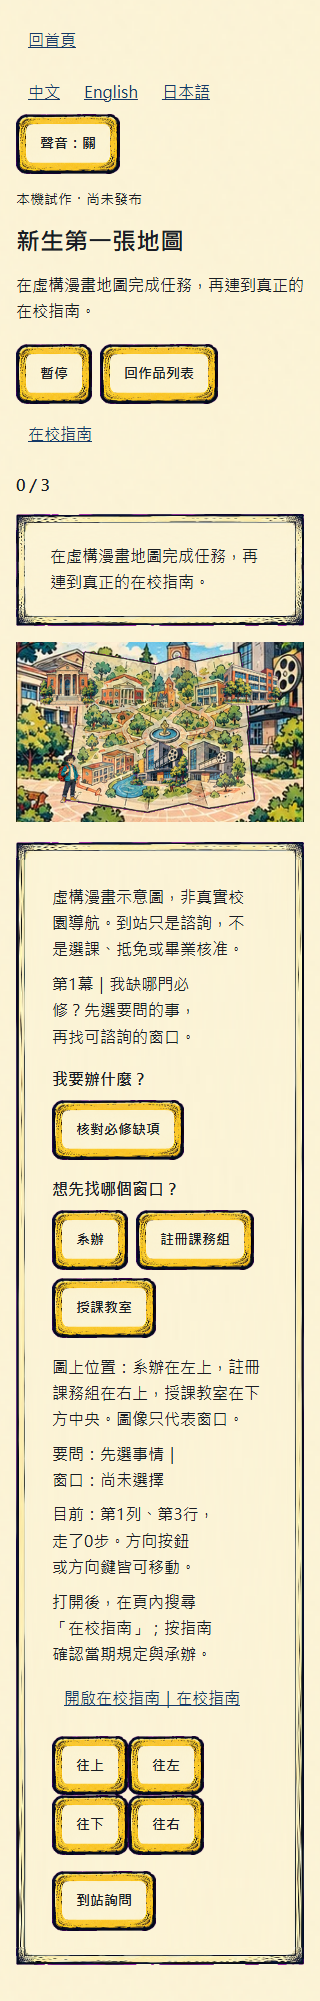 回首頁
中文 English 日本語
聲音：關
本機試作・尚未發布
新生第一張地圖
在虛構漫畫地圖完成任務，再連到真正的
在校指南。
暫停 回作品列表
在校指南
0 / 3
在虛構漫畫地圖完成任務，再
連到真正的在校指南。
虛構漫畫示意圖，非真實校
園導航。到站只是諮詢，不
是選課、抵免或畢業核准。
第1幕｜我缺哪門必
修？先選要問的事，
再找可諮詢的窗口。
我要辦什麼？
核對必修缺項
想先找哪個窗口？
系辦 註冊課務組
授課教室
圖上位置：系辦在左上，註冊
課務組在右上，授課教室在下
方中央。圖像只代表窗口。
要問：先選事情｜
窗口：尚未選擇
目前：第1列、第3行，
走了0步。方向按鈕
或方向鍵皆可移動。
打開後，在頁內搜尋
「在校指南」；按指南
確認當期規定與承辦。
開啟在校指南｜在校指南
往上 往左
往下 往右
到站詢問